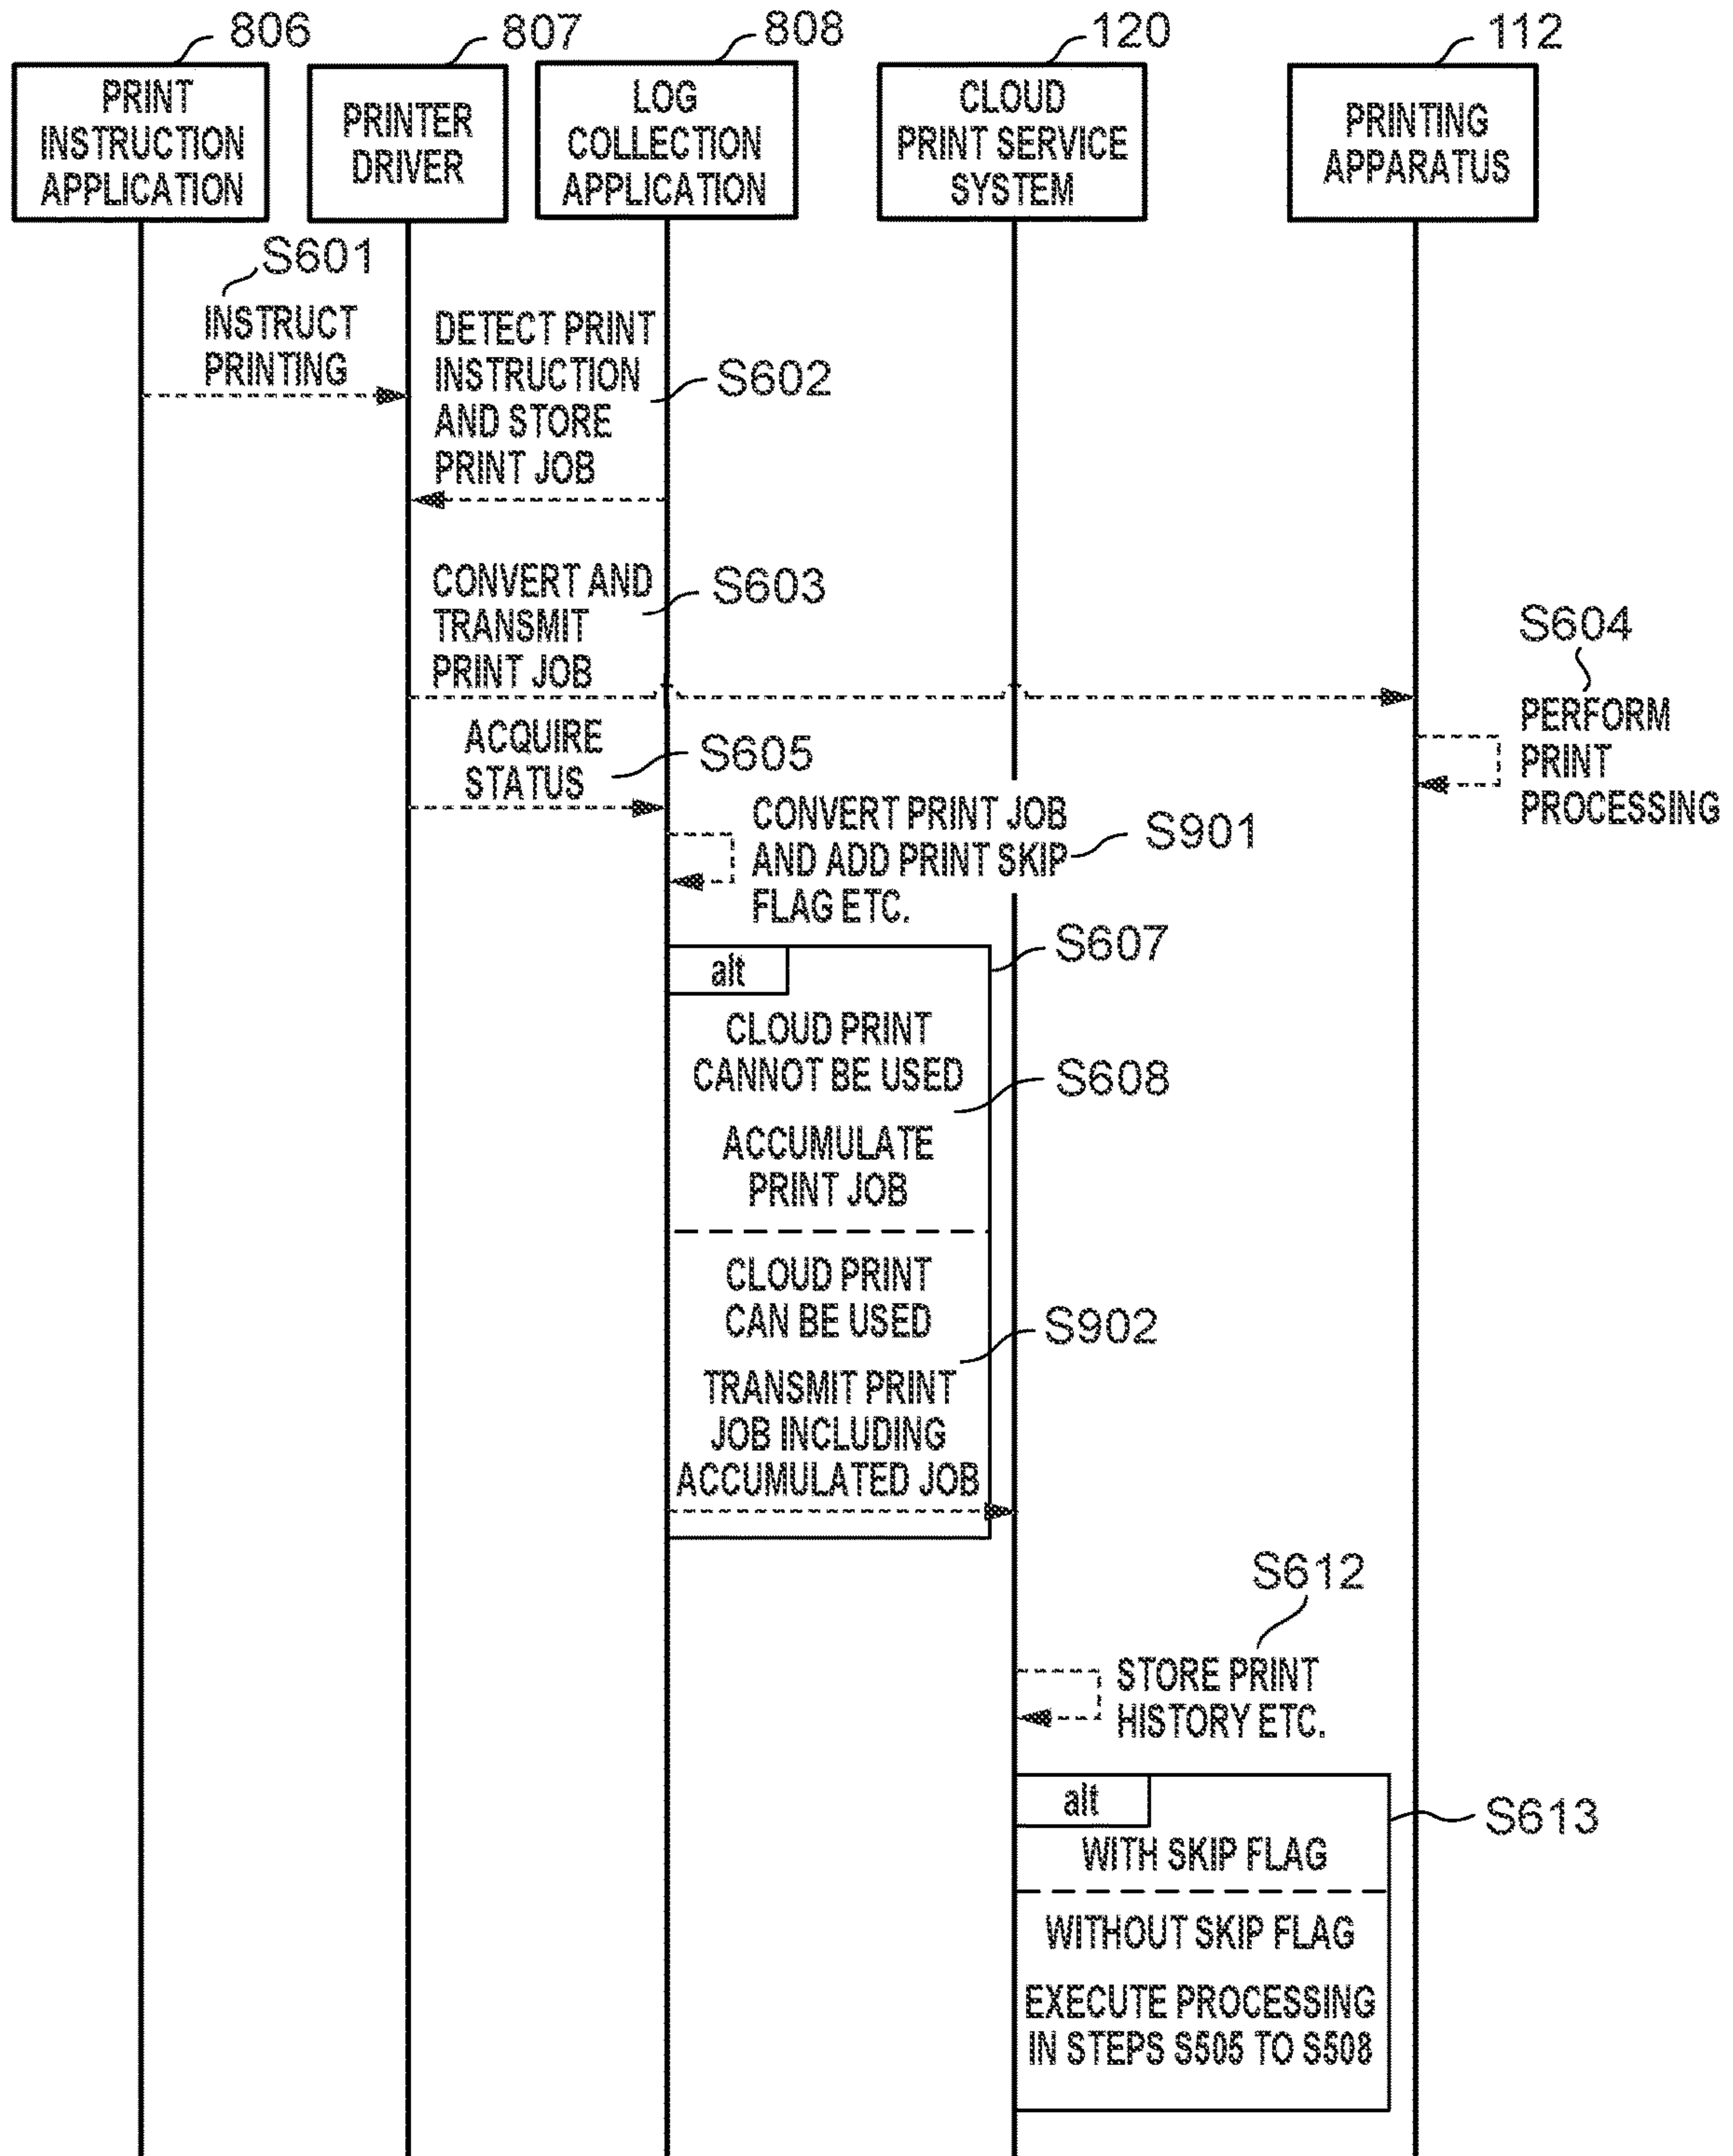 806
807
808
120
112
PRINT
INSTRUCTION
APPLICATION
PRINTER
DRIVER
LOG
COLLECTION
APPLICATION
CLOUD
PRINT SERVICE
SYSTEM
PRINTING
APPARATUS
S601
INSTRUCT
PRINTING
DETECT PRINT
INSTRUCTION
AND STORE
PRINT JOB
S602
CONVERT AND
TRANSMIT
PRINT JOB
S603
S604
PERFORM
PRINT
PROCESSING
ACQUIRE
STATUS
S605
CONVERT PRINT JOB
AND ADD PRINT SKIP
FLAG ETC.
S901
S607
alt
CLOUD PRINT
CANNOT BE USED
S608
ACCUMULATE
PRINT JOB
CLOUD PRINT
CAN BE USED
S902
TRANSMIT PRINT
JOB INCLUDING
ACCUMULATED JOB
S612
STORE PRINT
HISTORY ETC.
alt
S613
WITH SKIP FLAG
WITHOUT SKIP FLAG
EXECUTE PROCESSING
IN STEPS S505 TO S508